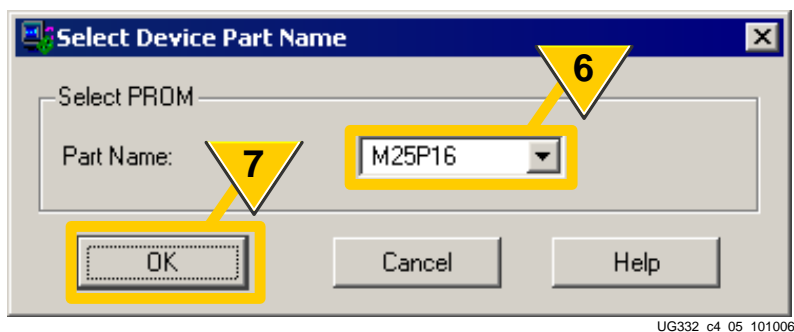 Select Device Part Name
6
Select PROM
Part Name:
7
M25P16
OK
Cancel
Help
UG332_c4_05_101006